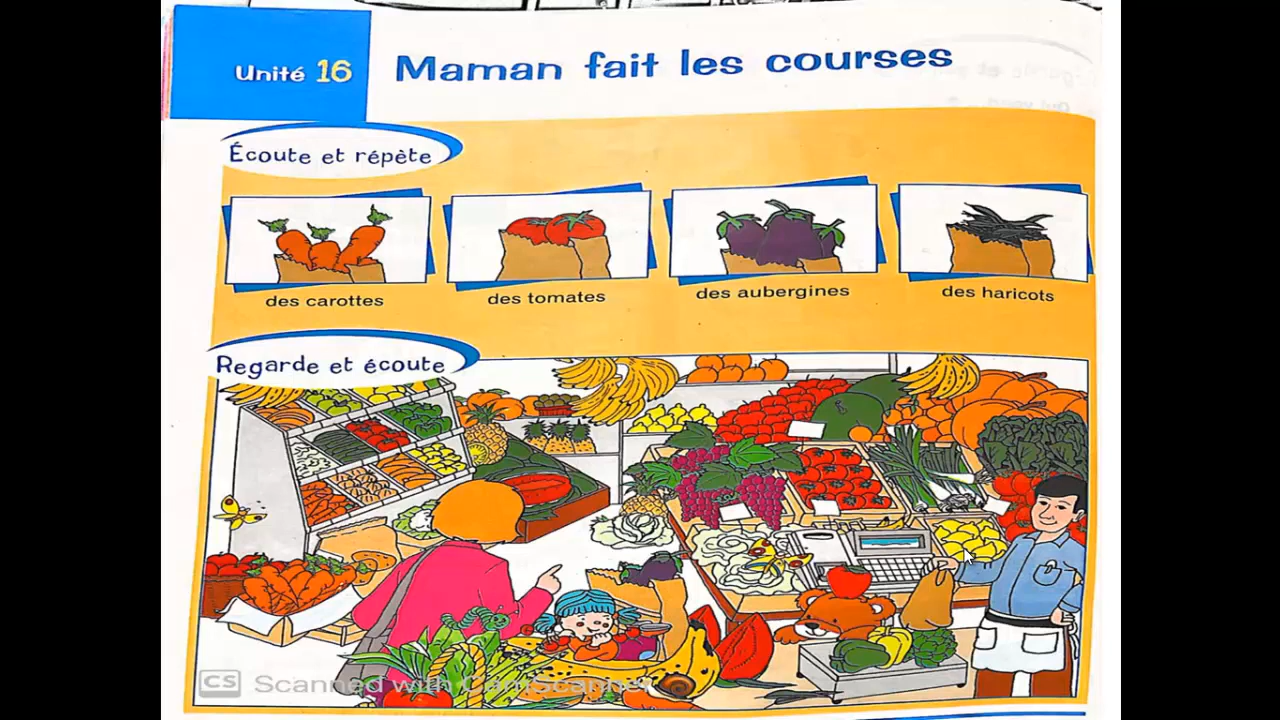 Unité 16
Maman fait les courses
Écoute et répète
des carottes
des tomates
des aubergines
des haricots
Regarde et écoute
CS Scanned with CamScanner